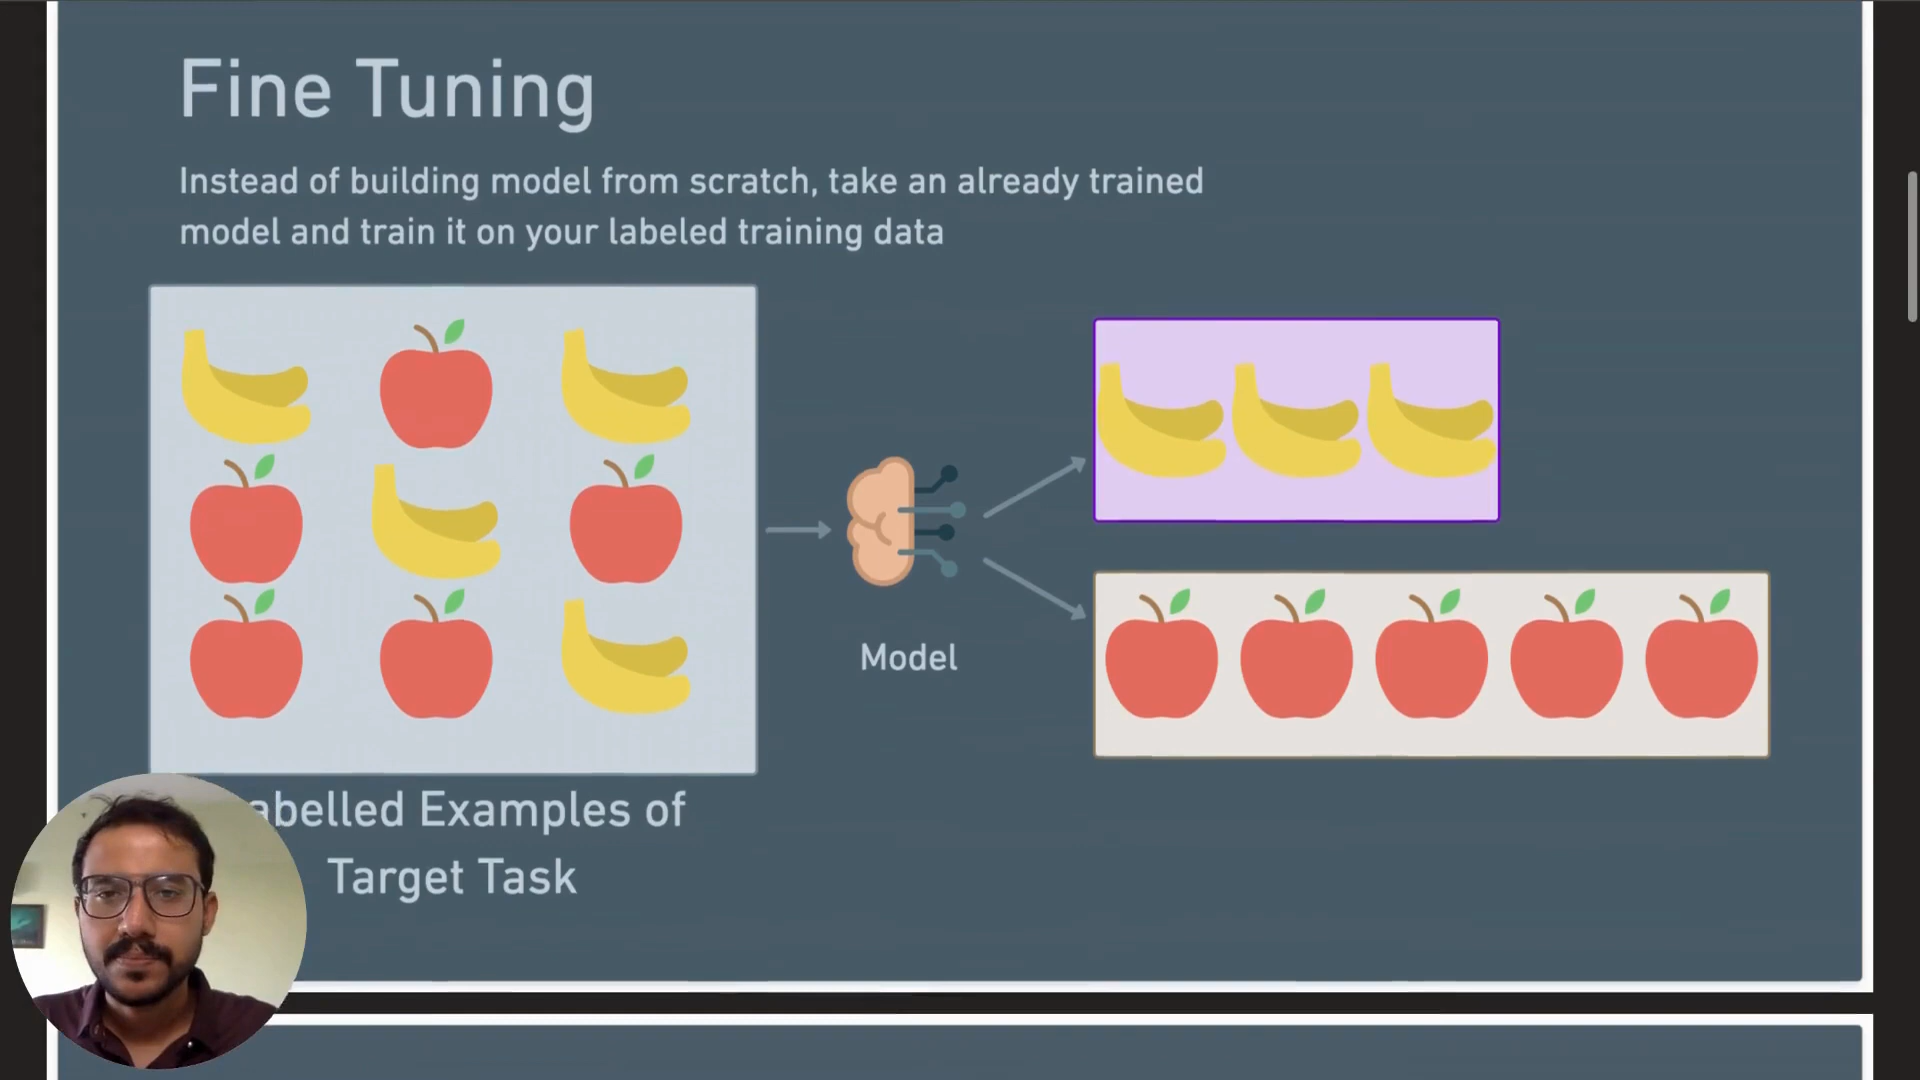 Fine Tuning
Instead of building model from scratch, take an already trained
model and train it on your labeled training data
Model
abelled Examples of
Target Task